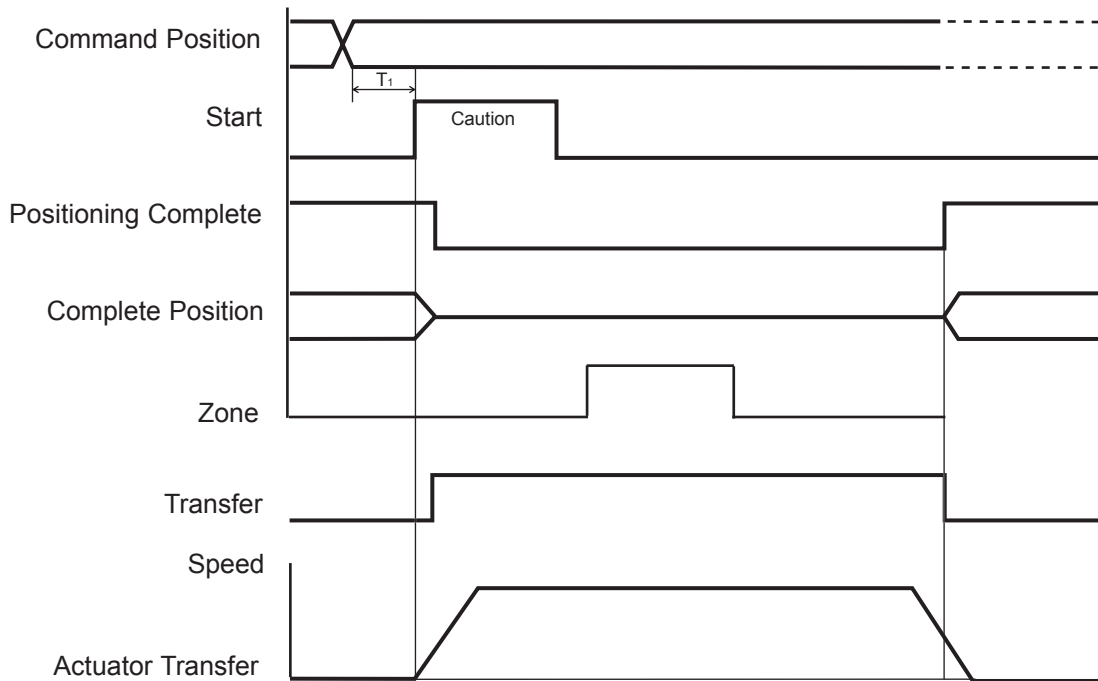 Command Position
T1
Start
Caution
Positioning Complete
Complete Position
Zone
Transfer
Speed
Actuator Transfer